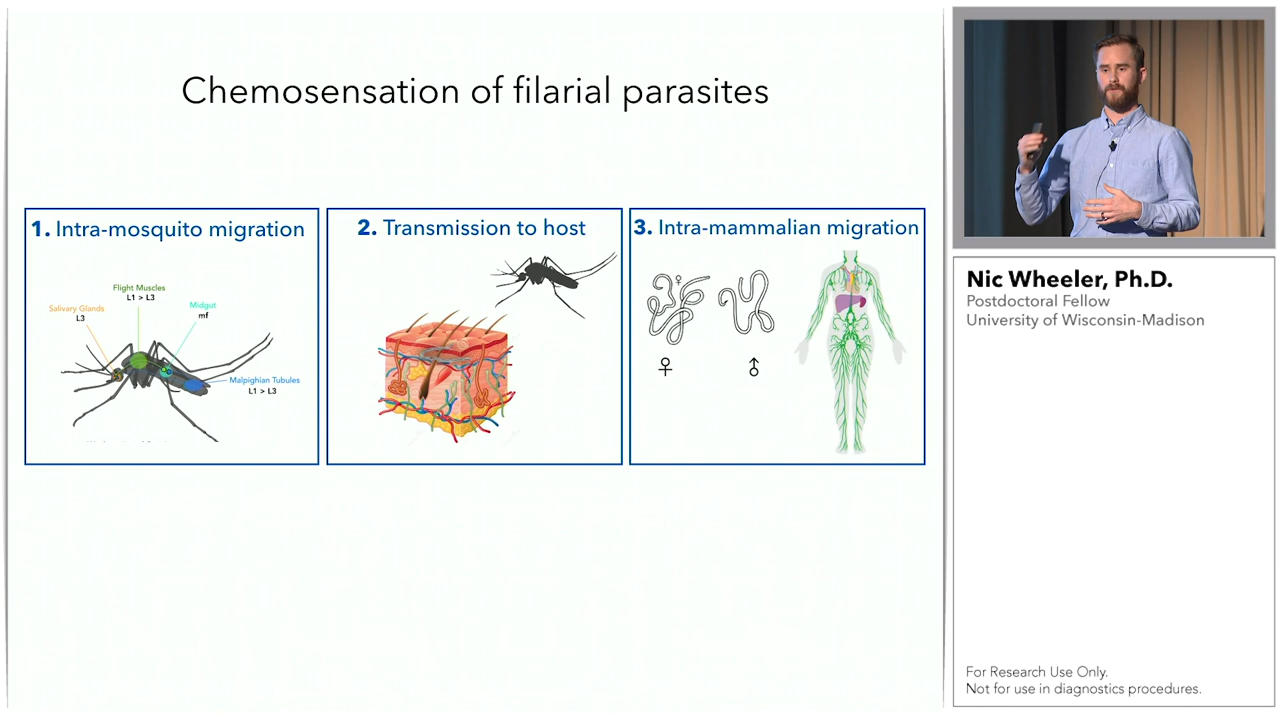 Chemosensation of filarial parasites
1. Intra-mosquito migration
Flight Muscles
L1 > L3
Salivary Glands
L3
Midgut
mf
Malpighian Tubules
L1 > L3
2. Transmission to host
3. Intra-mammalian migration
♀
♀
♂
Nic Wheeler, Ph.D.
Postdoctoral Fellow
University of Wisconsin-Madison
For Research Use Only.
Not for use in diagnostics procedures.